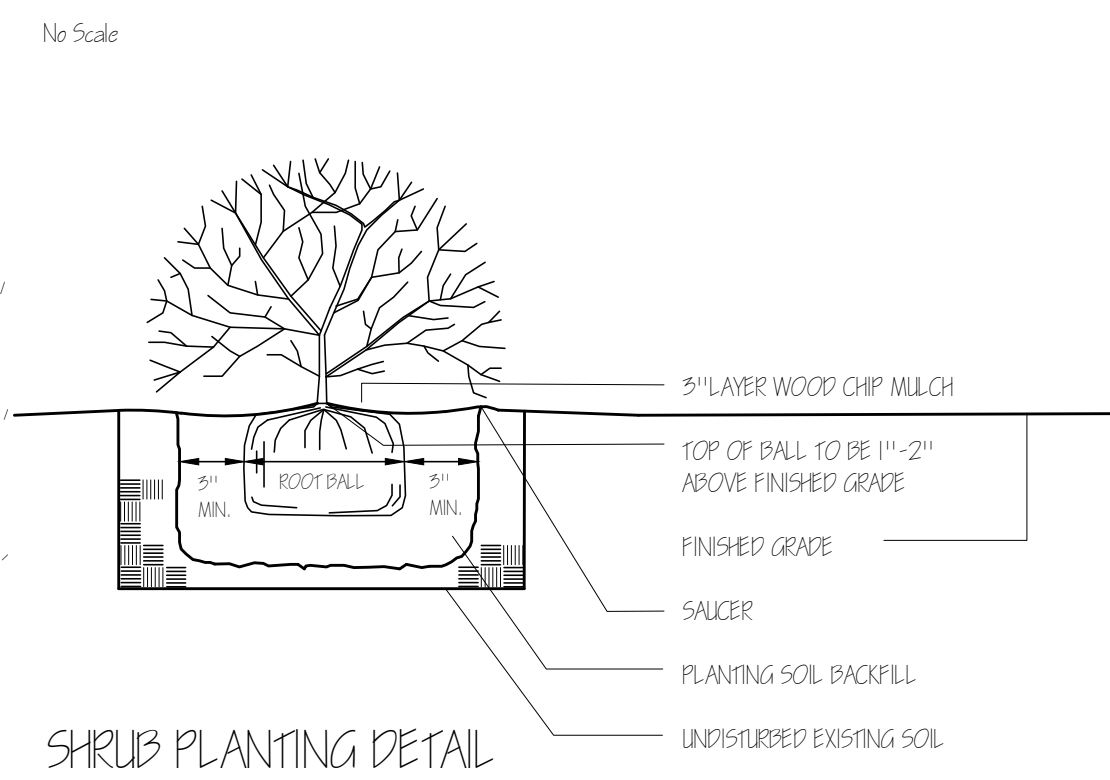 No Scale
3"LAYER WOOD CHIP MULCH
TOP OF BALL TO BE 1"-2"
ABOVE FINISHED GRADE
3"
MIN.
ROOT BALL
3"
MIN.
FINISHED GRADE
SAUCER
PLANTING SOIL BACKFILL
UNDISTURBED EXISTING SOIL
SHRUB PLANTING DETAIL